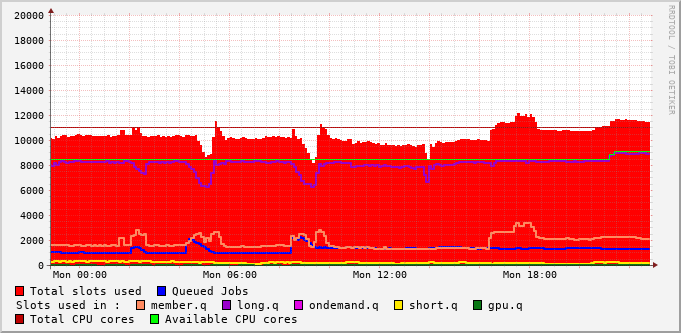 20000
18000
16000
14000
12000
10000
8000
6000
4000
2000
0
Mon 00:00 Mon 06:00 Mon 12:00 Mon 18:00
RRDTOOL / TOBI OETIKER
Total slots used Queued Jobs
Slots used in : member.q long.q ondemand.q short.q gpu.q
Total CPU cores Available CPU cores